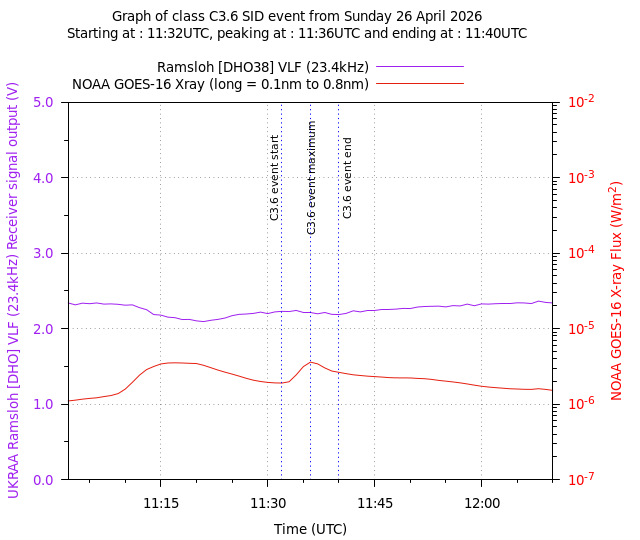 Graph of class C3.6 SID event from Sunday 26 April 2026
Starting at : 11:32UTC, peaking at : 11:36UTC and ending at : 11:40UTC
Ramsloh [DHO38] VLF (23.4kHz)
NOAA GOES-16 Xray (long = 0.1nm to 0.8nm)
UKRAA Ramsloh [DHO] VLF (23.4kHz) Receiver signal output (V)
5.0
4.0
3.0
2.0
1.0
0.0
C3.6 event start
C3.6 event maximum
C3.6 event end
10-2
10-3
10-4
10-5
10-6
10-7
NOAA GOES-16 X-ray Flux (W/m2)
11:15
11:30
11:45
12:00
Time (UTC)